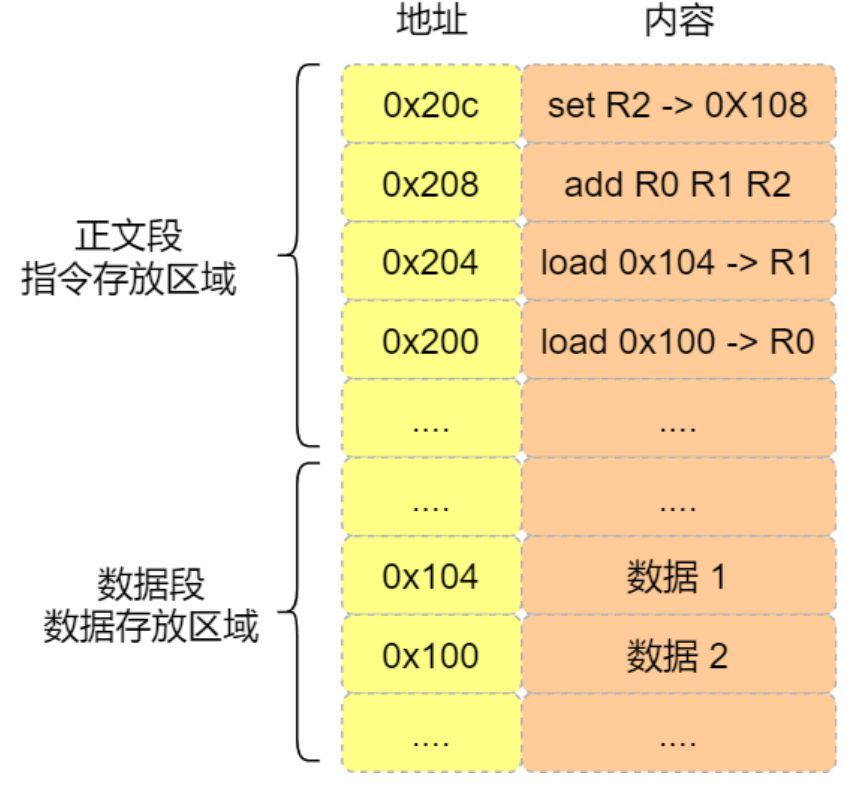 地址 内容
0x20c set R2 -> 0X108
0x208 add R0 R1 R2
正文段
指令存放区域
0x204 load 0x104 -> R1
0x200 load 0x100 -> R0
.... ....
.... ....
数据段
数据存放区域
0x104 数据 1
0x100 数据 2
.... ....